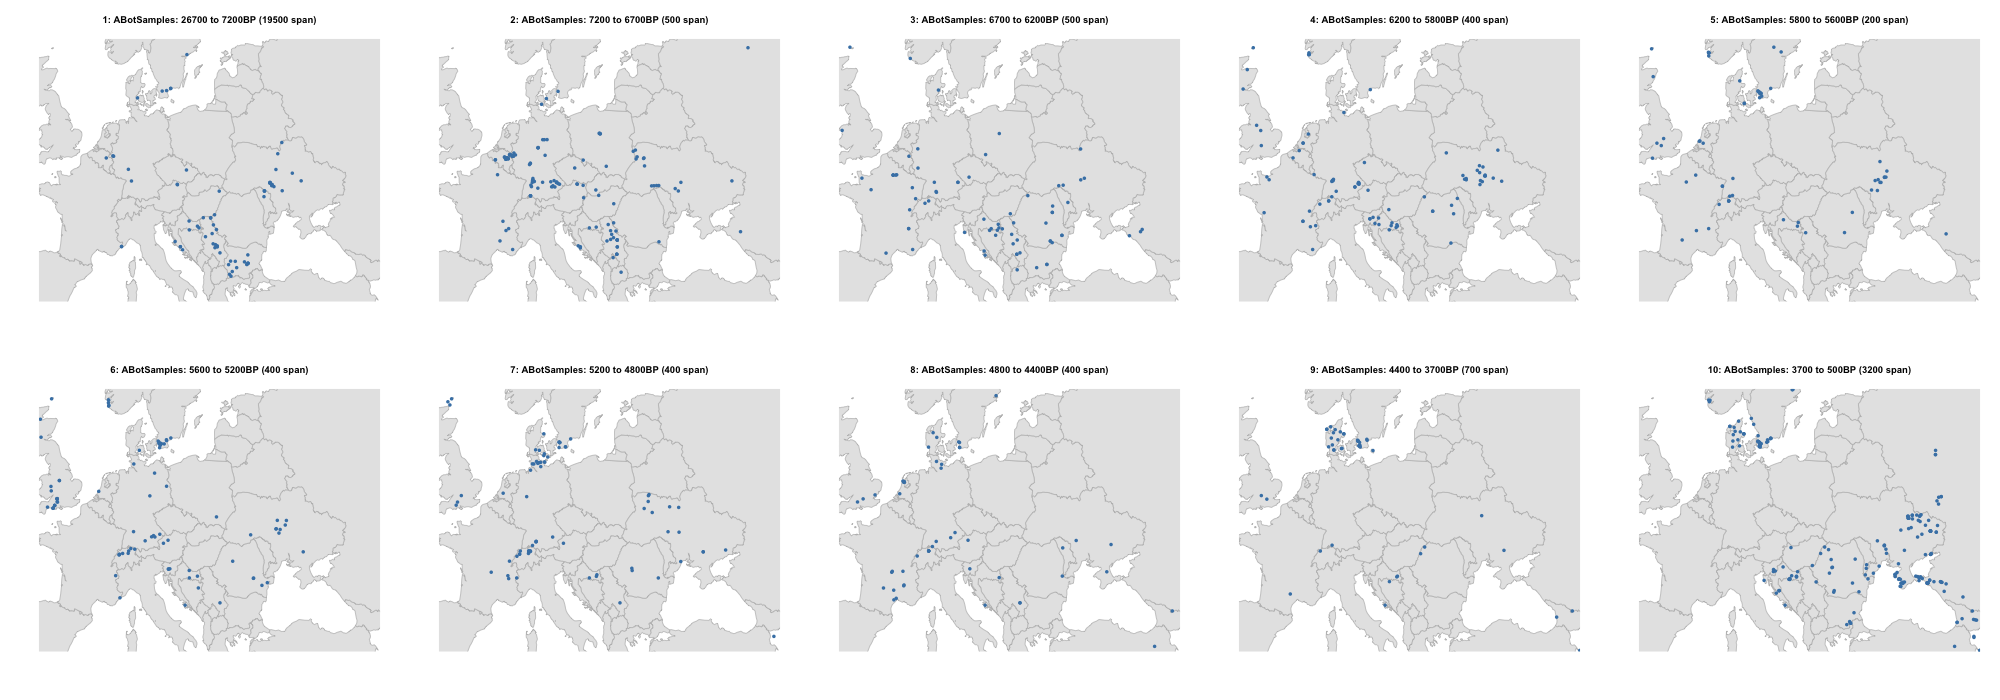 1: ABotSamples: 26700 to 7200BP (19500 span)
2: ABotSamples: 7200 to 6700BP (500 span)
3: ABotSamples: 6700 to 6200BP (500 span)
4: ABotSamples: 6200 to 5800BP (400 span)
5: ABotSamples: 5800 to 5600BP (200 span)
6: ABotSamples: 5600 to 5200BP (400 span)
7: ABotSamples: 5200 to 4800BP (400 span)
8: ABotSamples: 4800 to 4400BP (400 span)
9: ABotSamples: 4400 to 3700BP (700 span)
10: ABotSamples: 3700 to 500BP (3200 span)